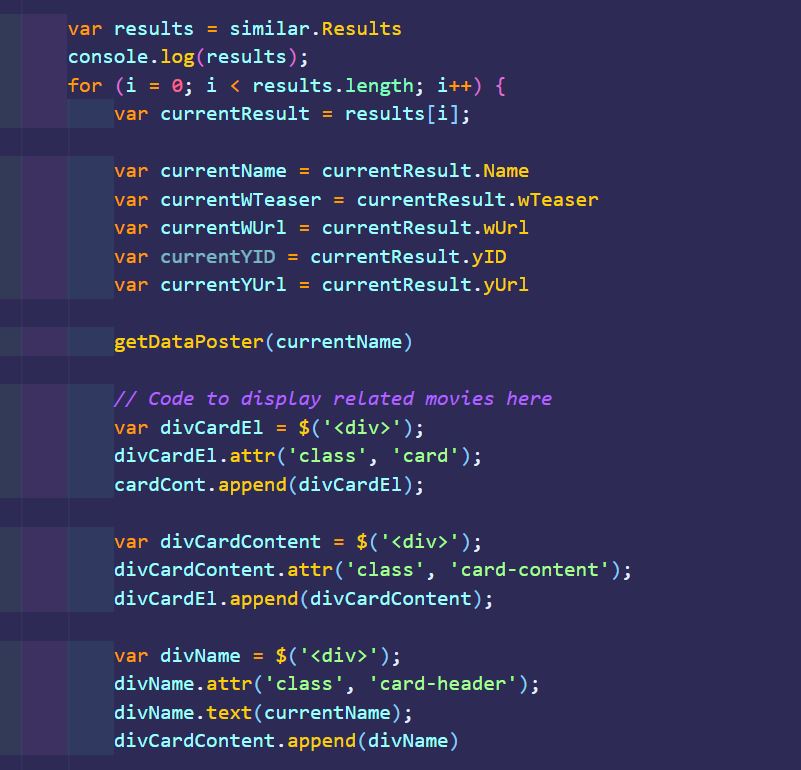 var results = similar.Results
console.log(results);
for (i = 0; i < results.length; i++) {
var currentResult = results[i];
var currentName = currentResult.Name
var currentWTeaser = currentResult.wTeaser
var currentWUrl = currentResult.wUrl
var currentYID = currentResult.yID
var currentYUrl = currentResult.yUrl
getDataPoster(currentName)
// Code to display related movies here
var divCardEl = $('<div>');
divCardEl.attr('class', 'card');
cardCont.append(divCardEl);
var divCardContent = $('<div>');
divCardContent.attr('class', 'card-content');
divCardEl.append(divCardContent);
var divName = $('<div>');
divName.attr('class', 'card-header');
divName.text(currentName);
divCardContent.append(divName)